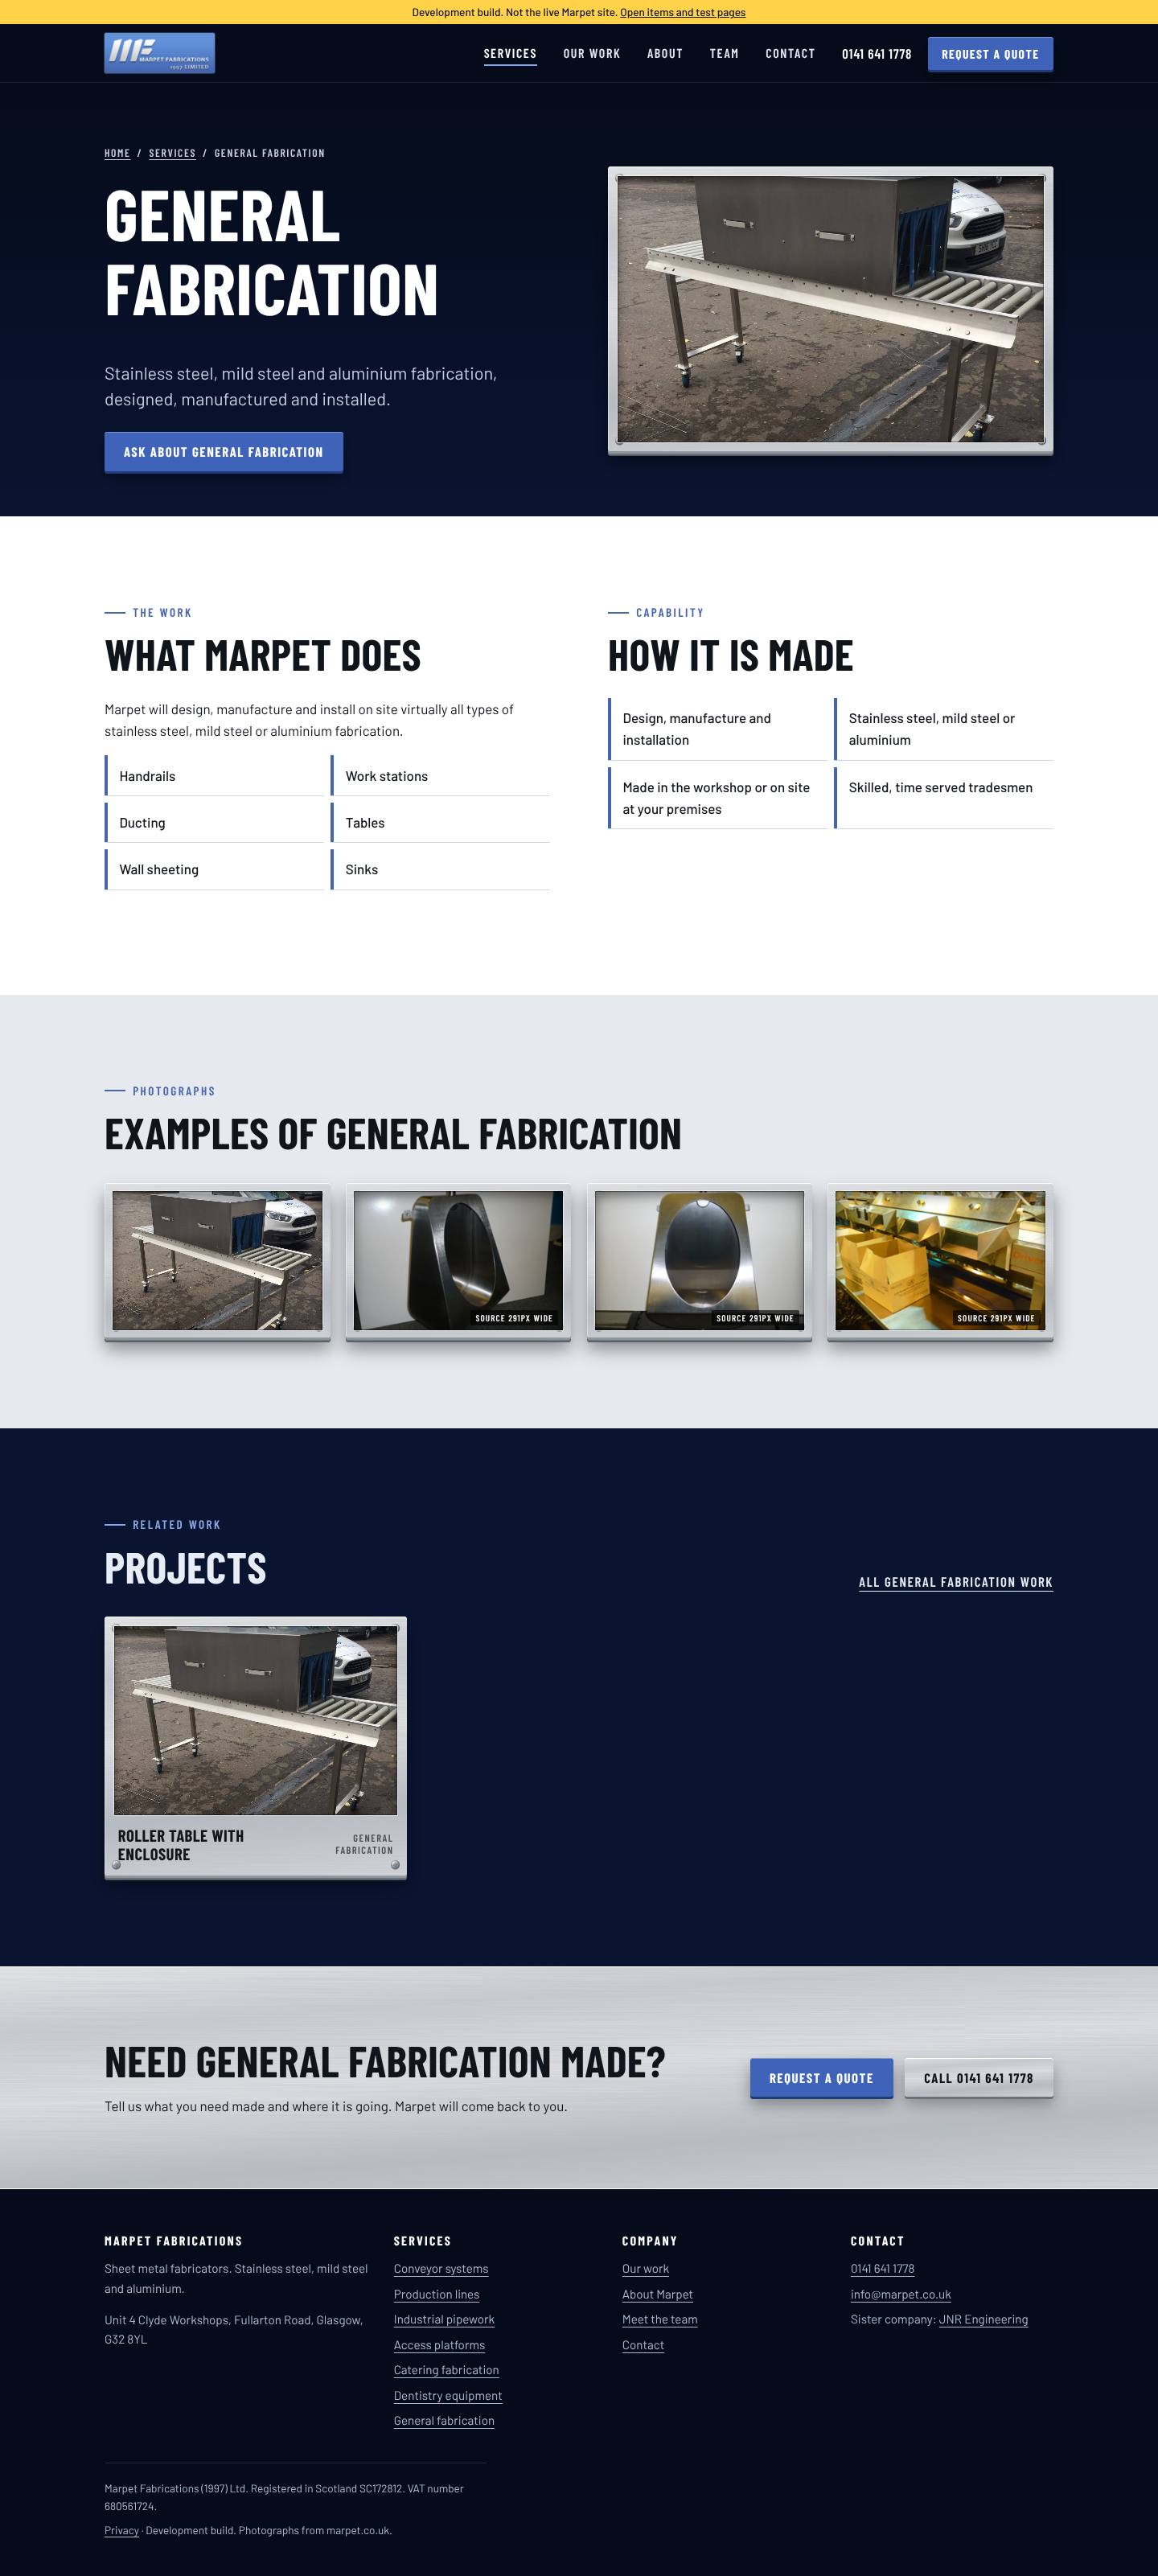 Development build. Not the live Marpet site. Open items and test pages
MARPET FABRICATIONS
1997 LIMITED
SERVICES
OUR WORK
ABOUT
TEAM
CONTACT
0141 641 1778
REQUEST A QUOTE
HOME / SERVICES / GENERAL FABRICATION
GENERAL
FABRICATION
Stainless steel, mild steel and aluminium fabrication,
designed, manufactured and installed.
ASK ABOUT GENERAL FABRICATION
THE WORK
WHAT MARPET DOES
Marpet will design, manufacture and install on site virtually all types of
stainless steel, mild steel or aluminium fabrication.
Handrails
Work stations
Ducting
Tables
Wall sheeting
Sinks
CAPABILITY
HOW IT IS MADE
Design, manufacture and
installation
Stainless steel, mild steel or
aluminium
Made in the workshop or on site
at your premises
Skilled, time served tradesmen
PHOTOGRAPHS
EXAMPLES OF GENERAL FABRICATION
SOURCE 291PX WIDE
SOURCE 291PX WIDE
SOURCE 291PX WIDE
RELATED WORK
PROJECTS
ALL GENERAL FABRICATION WORK
ROLLER TABLE WITH
ENCLOSURE
GENERAL
FABRICATION
NEED GENERAL FABRICATION MADE?
Tell us what you need made and where it is going. Marpet will come back to you.
REQUEST A QUOTE
CALL 0141 641 1778
MARPET FABRICATIONS
Sheet metal fabricators. Stainless steel, mild steel
and aluminium.
Unit 4 Clyde Workshops, Fullarton Road, Glasgow,
G32 8YL
SERVICES
Conveyor systems
Production lines
Industrial pipework
Access platforms
Catering fabrication
Dentistry equipment
General fabrication
COMPANY
Our work
About Marpet
Meet the team
Contact
CONTACT
0141 641 1778
info@marpet.co.uk
Sister company: JNR Engineering
Marpet Fabrications (1997) Ltd. Registered in Scotland SC172812. VAT number
680561724.
Privacy · Development build. Photographs from marpet.co.uk.